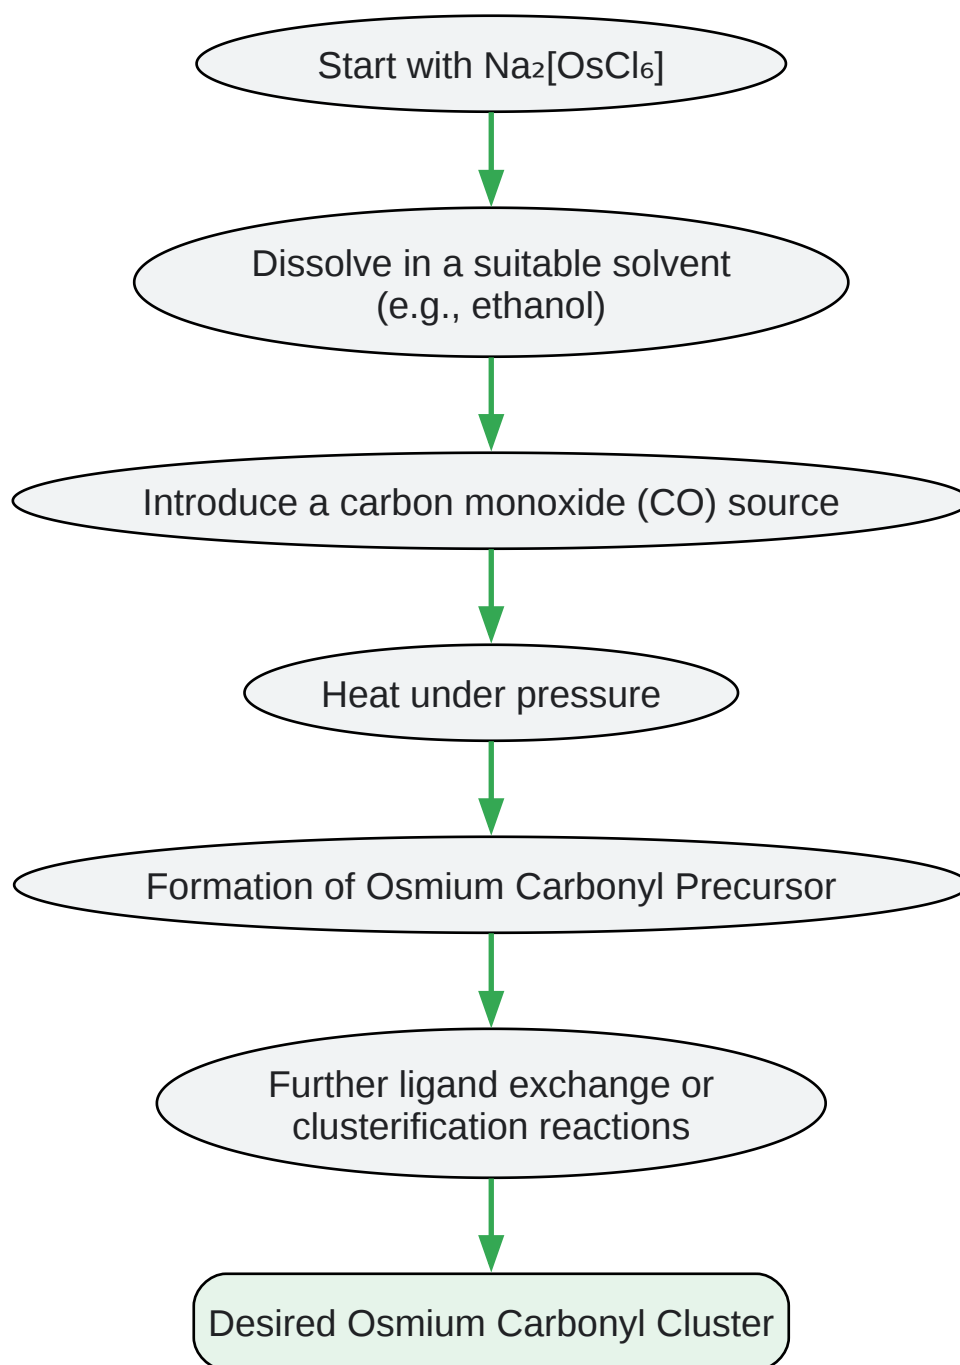 Start with Na₂[OsCl₆]
Dissolve in a suitable solvent
(e.g., ethanol)
Introduce a carbon monoxide (CO) source
Heat under pressure
Formation of Osmium Carbonyl Precursor
Further ligand exchange or
clusterification reactions
Desired Osmium Carbonyl Cluster